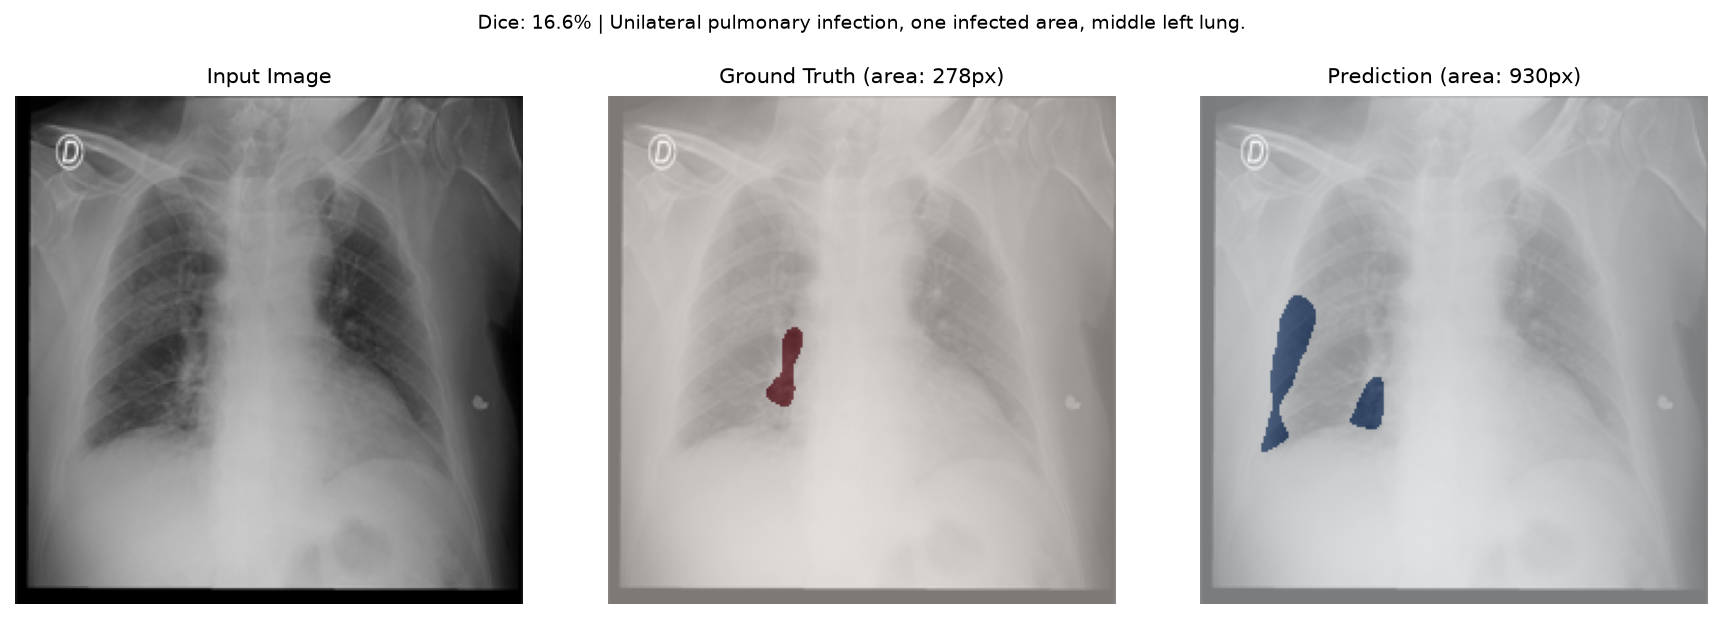 Dice: 16.6% | Unilateral pulmonary infection, one infected area, middle left lung.
Input Image
Ground Truth (area: 278px)
Prediction (area: 930px)
D
D
D